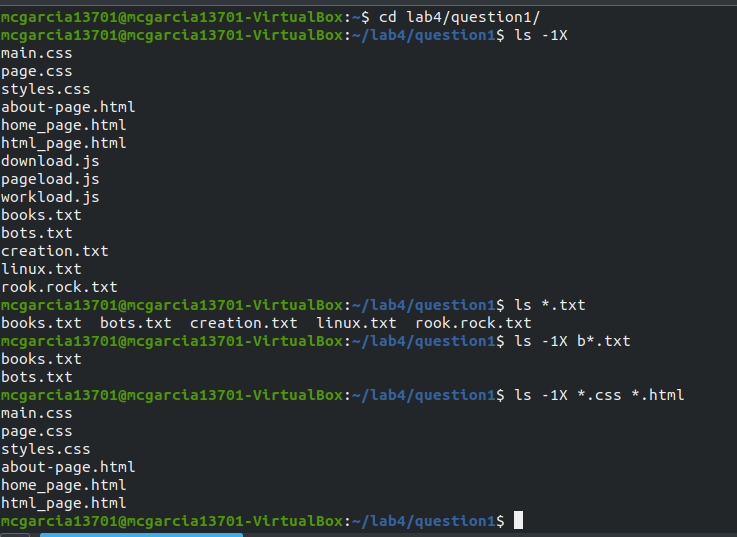 mcgarcia13701@mcgarcia13701-VirtualBox:~$ cd lab4/question1/
mcgarcia13701@mcgarcia13701-VirtualBox:~/lab4/question1$ ls -1X
main.css
page.css
styles.css
about-page.html
home_page.html
html_page.html
download.js
pageload.js
workload.js
books.txt
bots.txt
creation.txt
linux.txt
rook.rock.txt
mcgarcia13701@mcgarcia13701-VirtualBox:~/lab4/question1$ ls *.txt
books.txt  bots.txt  creation.txt  linux.txt  rook.rock.txt
mcgarcia13701@mcgarcia13701-VirtualBox:~/lab4/question1$ ls -1X b*.txt
books.txt
bots.txt
mcgarcia13701@mcgarcia13701-VirtualBox:~/lab4/question1$ ls -1X *.css *.html
main.css
page.css
styles.css
about-page.html
home_page.html
html_page.html
mcgarcia13701@mcgarcia13701-VirtualBox:~/lab4/question1$